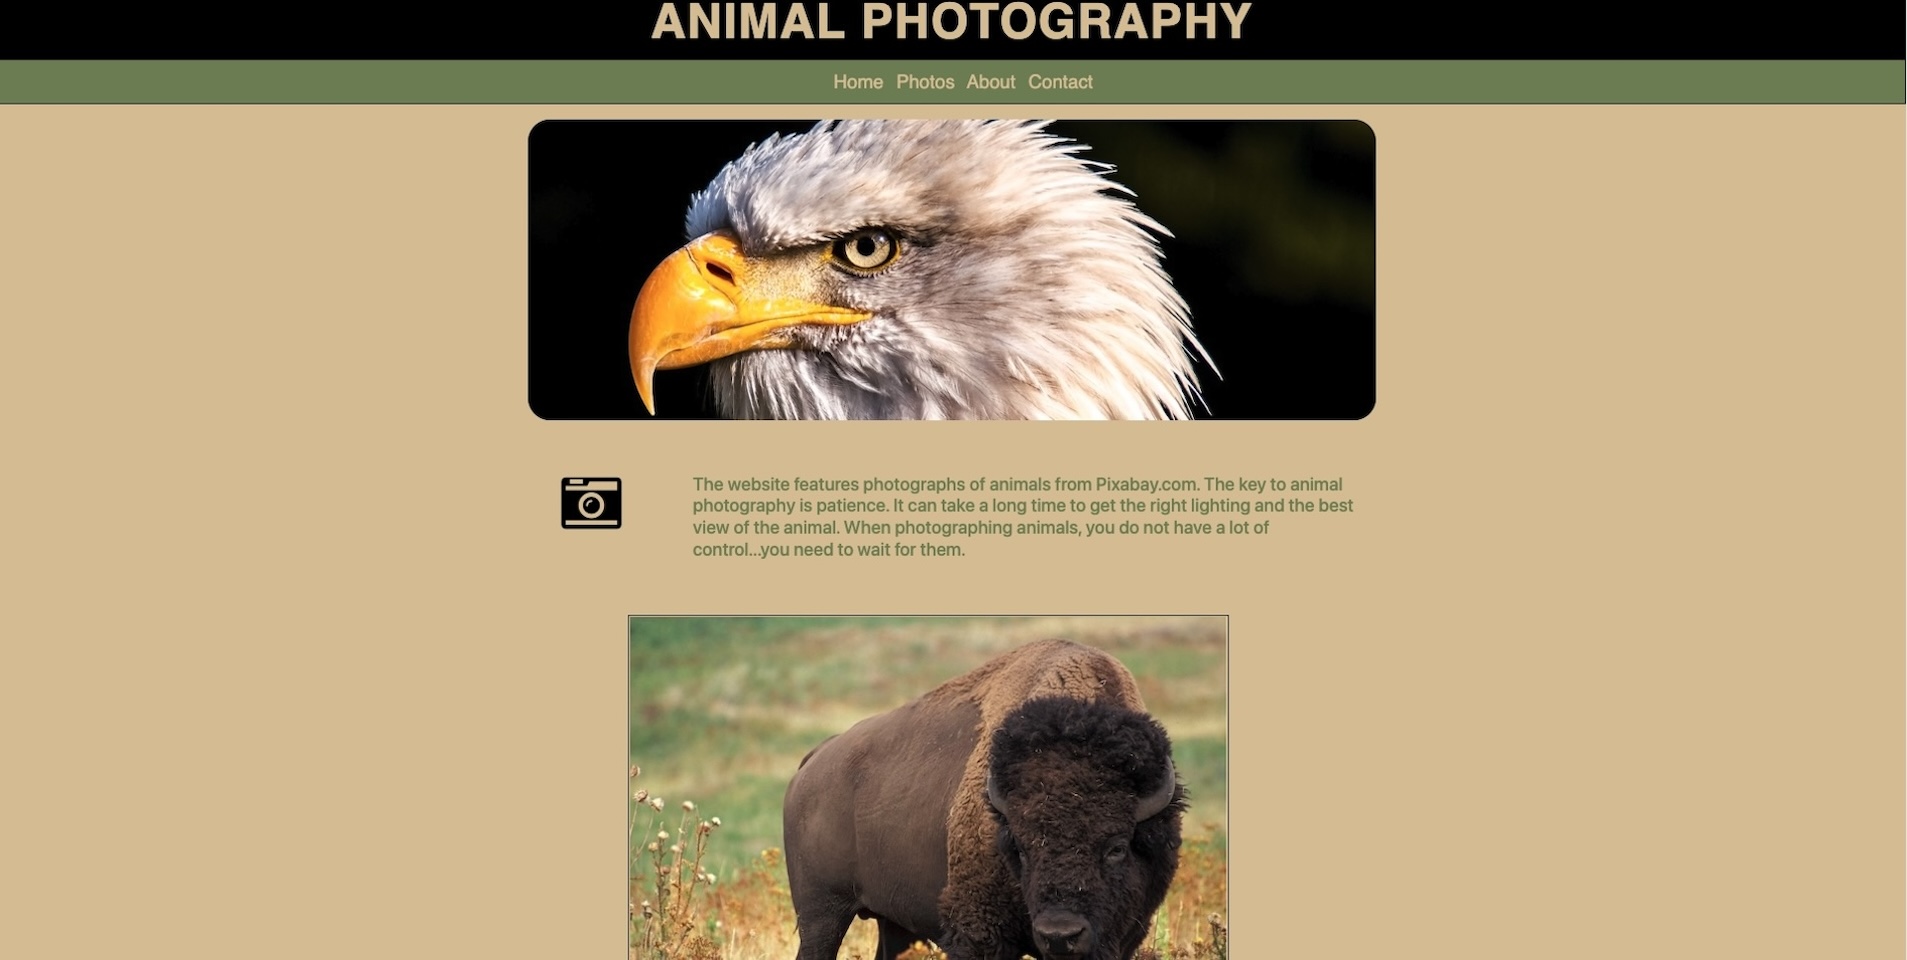 ANIMAL PHOTOGRAPHY
Home Photos About Contact
The website features photographs of animals from Pixabay.com. The key to animal
photography is patience. It can take a long time to get the right lighting and the best
view of the animal. When photographing animals, you do not have a lot of
control...you need to wait for them.